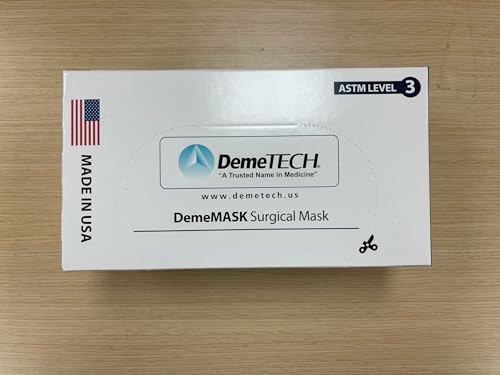 ASTM LEVEL 3
MADE IN USA
DemeTECH®
"A Trusted Name in Medicine"
www.demetech.us
DemeMASK Surgical Mask